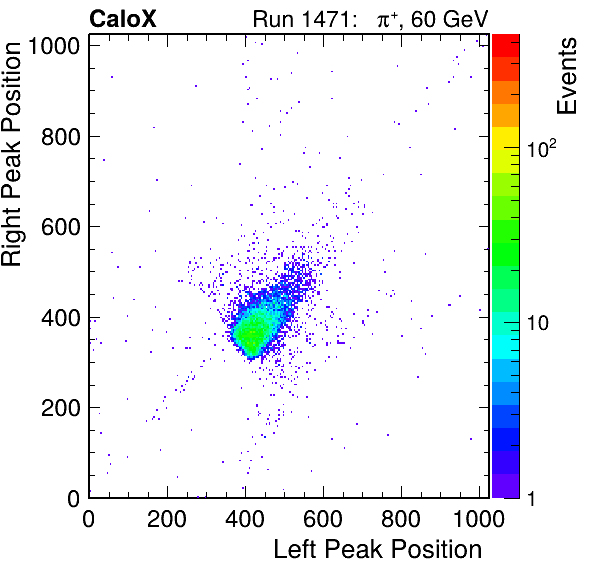 CaloX Run 1471: π⁺, 60 GeV
Right Peak Position
1000
800
600
400
200
0
0 200 400 600 800 1000
Left Peak Position
Events
10²
10
1